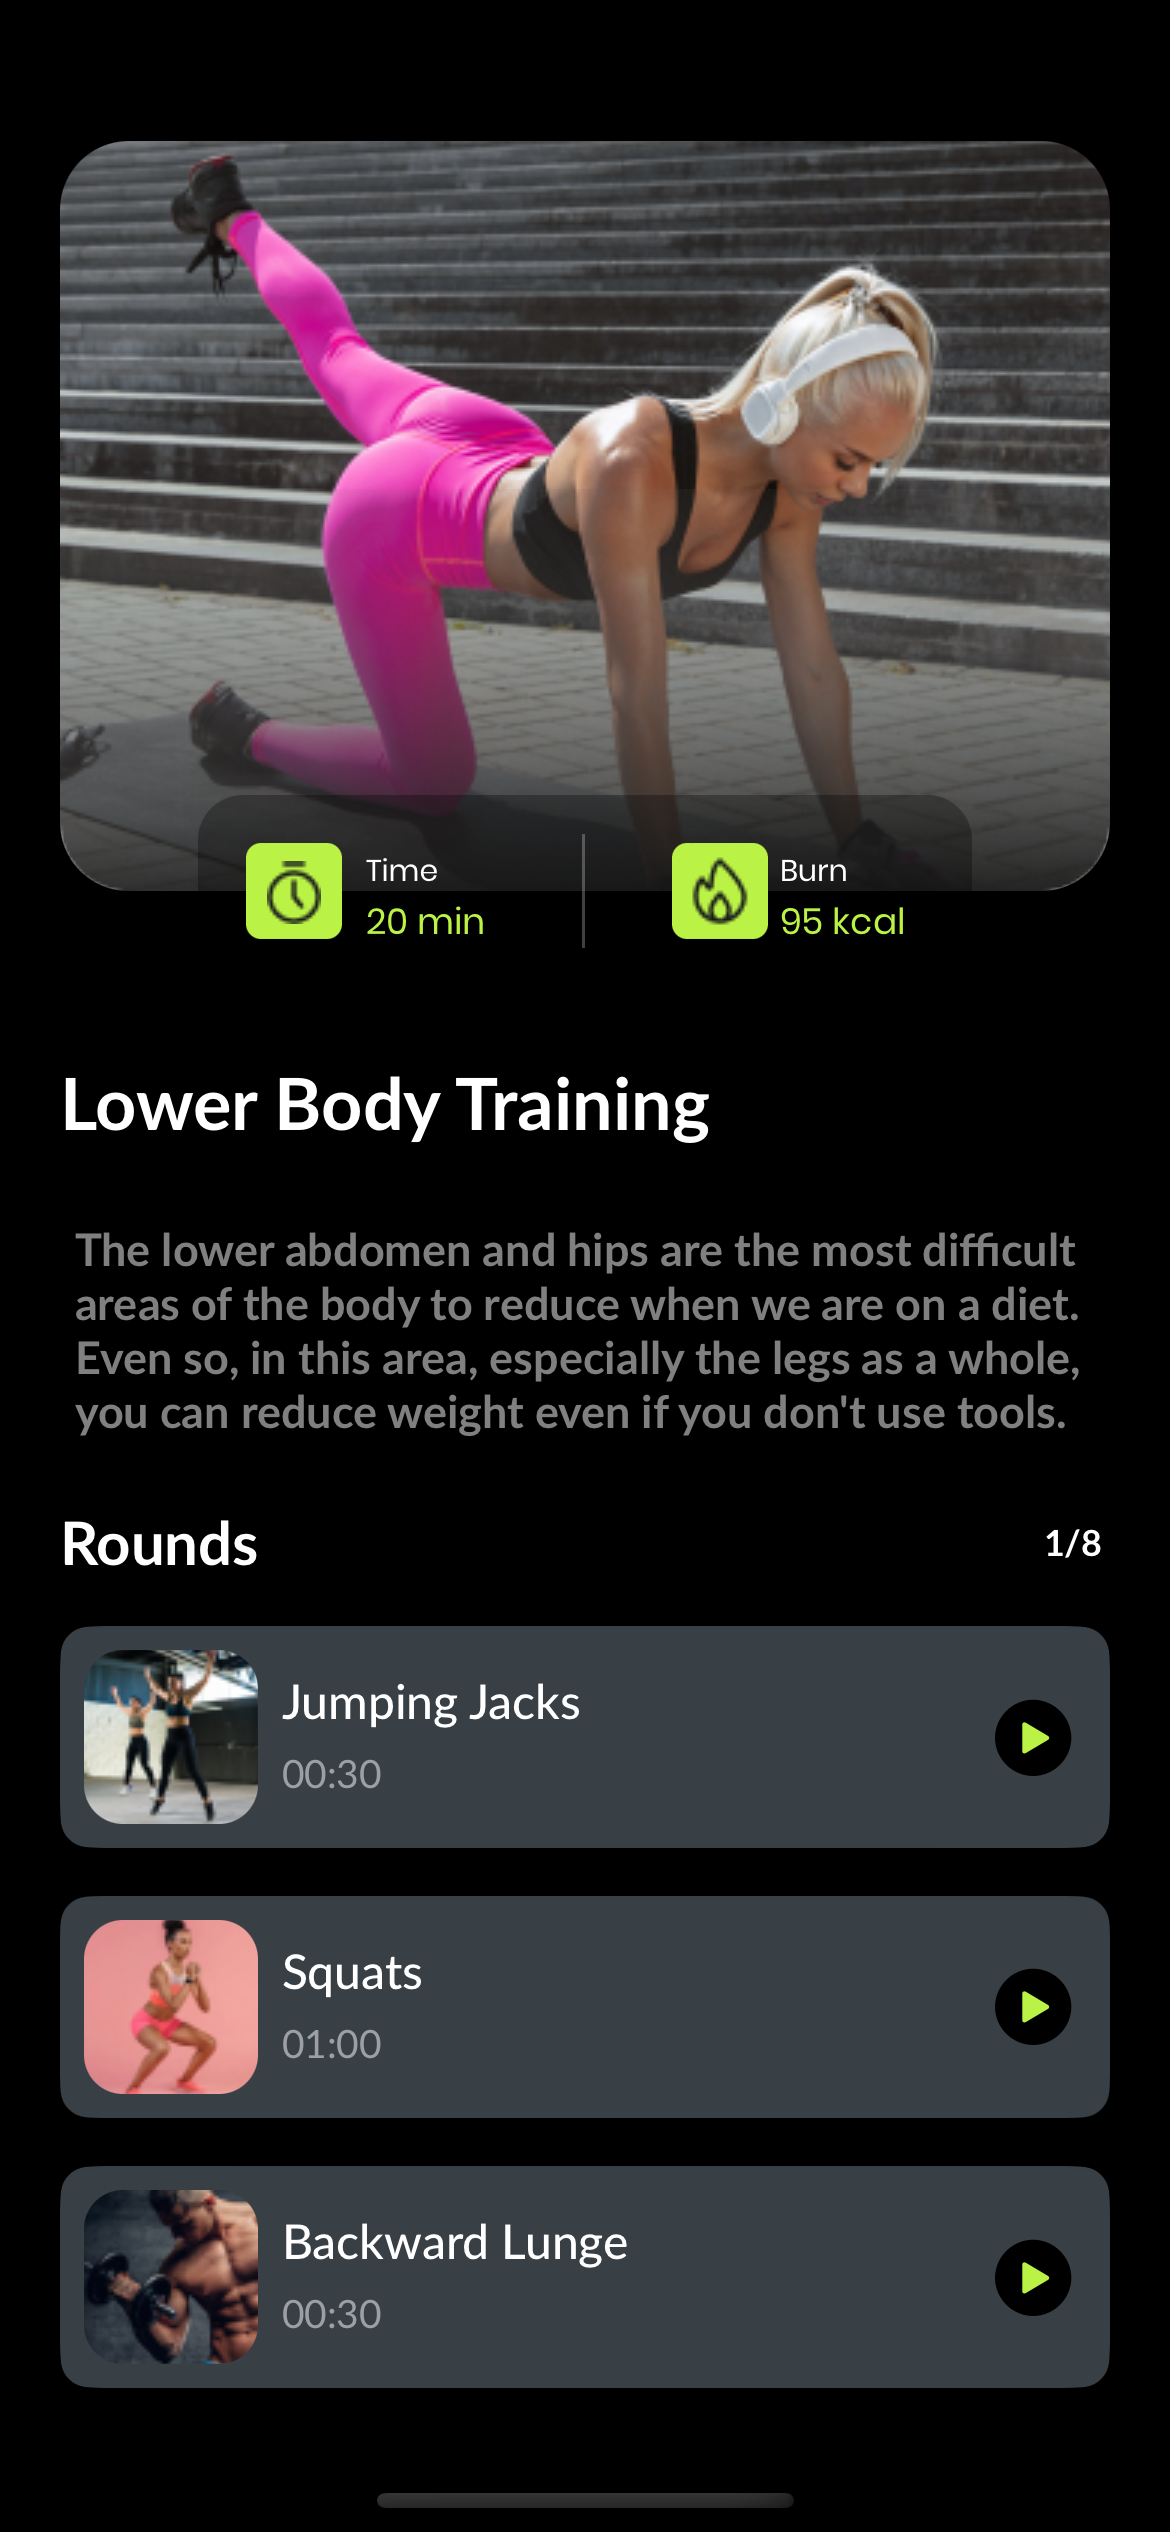 Time
20 min
Burn
95 kcal
Lower Body Training
The lower abdomen and hips are the most difficult
areas of the body to reduce when we are on a diet.
Even so, in this area, especially the legs as a whole,
you can reduce weight even if you don't use tools.
Rounds
1/8
Jumping Jacks
00:30
Squats
01:00
Backward Lunge
00:30